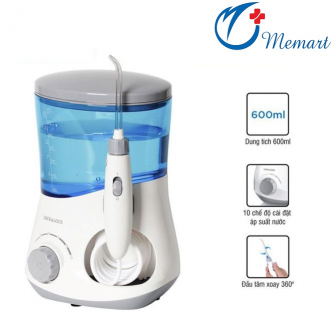 Memart
600ml
Dung tích 600ml
10 chế độ cài đặt
áp suất nước
Đầu tăm xoay 360°